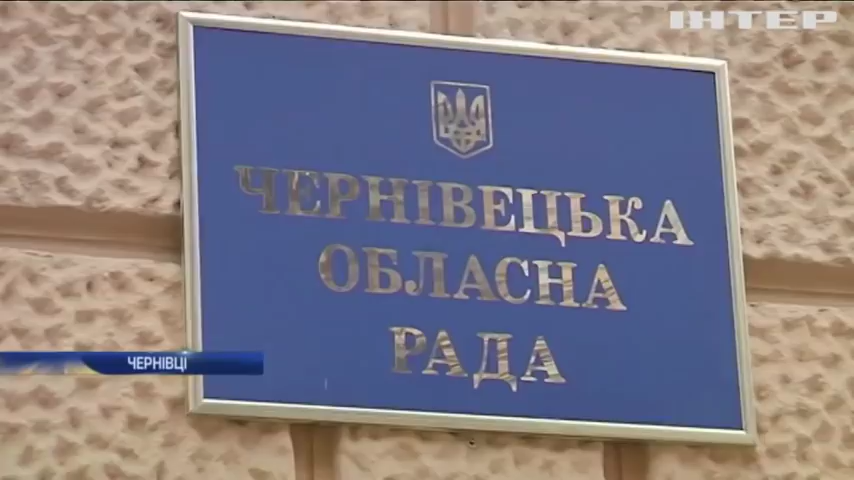 ІНТЕР
ЧЕРНІВЕЦЬКА
ОБЛАСНА
РАДА
ЧЕРНІВЦІ